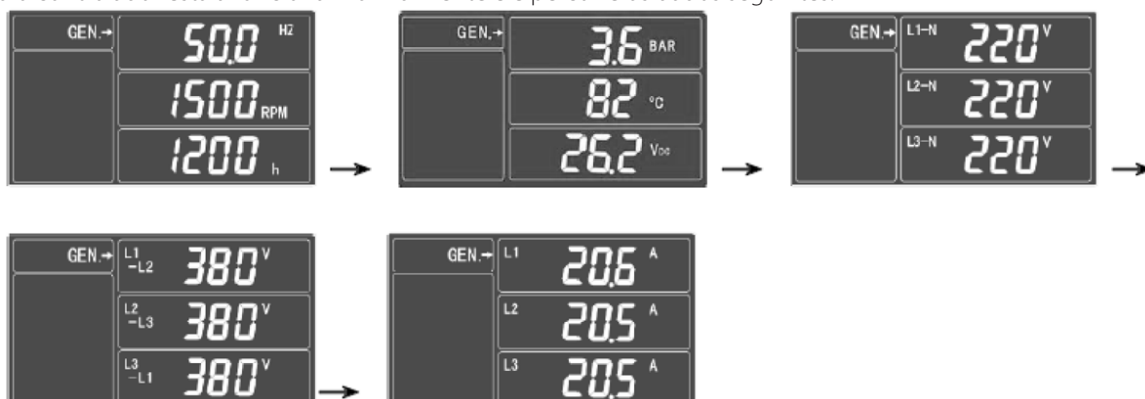 GEN.→ 50.0 HZ
1500 RPM
1200 h
GEN.→ 3.6 BAR
82 °C
26.2 VDC
GEN.→ L1-N 220 V
L2-N 220 V
L3-N 220 V
GEN.→ L1-L2 380 V
L2-L3 380 V
L3-L1 380 V
GEN.→ L1 20.6 A
L2 20.5 A
L3 20.5 A